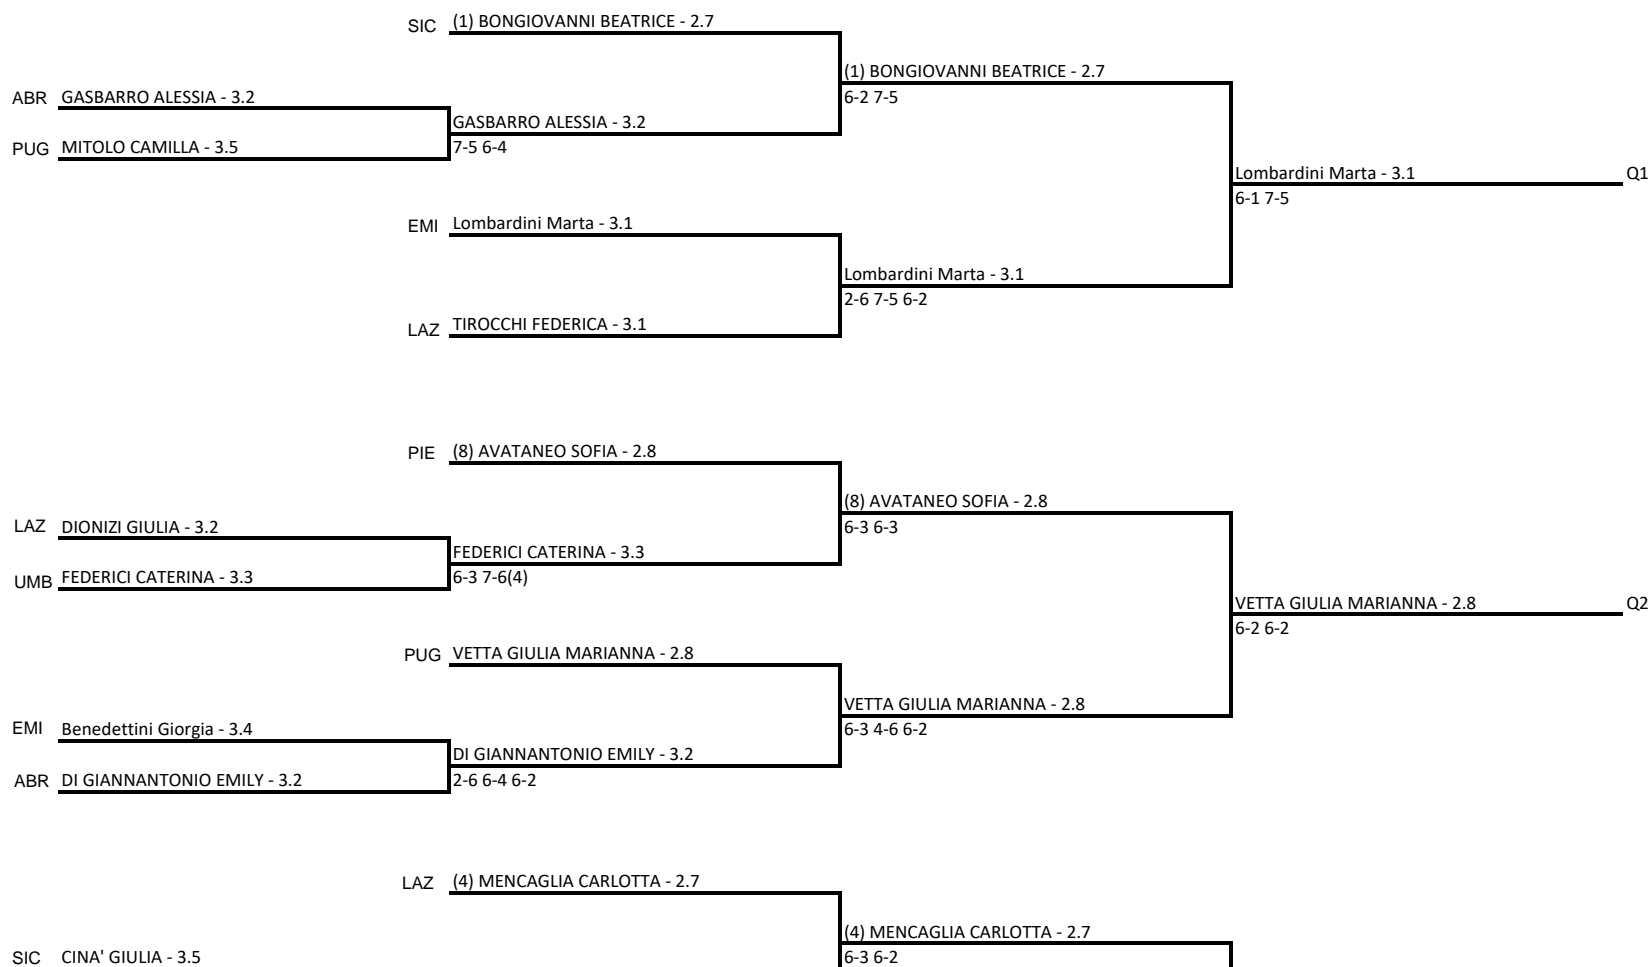 SIC (1) BONGIOVANNI BEATRICE - 2.7
(1) BONGIOVANNI BEATRICE - 2.7
ABR GASBARRO ALESSIA - 3.2
6-2 7-5
GASBARRO ALESSIA - 3.2
PUG MITOLO CAMILLA - 3.5
7-5 6-4
Lombardini Marta - 3.1 Q1
6-1 7-5
EMI Lombardini Marta - 3.1
Lombardini Marta - 3.1
2-6 7-5 6-2
LAZ TIROCCHI FEDERICA - 3.1
PIE (8) AVATANEO SOFIA - 2.8
(8) AVATANEO SOFIA - 2.8
LAZ DIONIZI GIULIA - 3.2
6-3 6-3
FEDERICI CATERINA - 3.3
UMB FEDERICI CATERINA - 3.3
6-3 7-6(4)
VETTA GIULIA MARIANNA - 2.8 Q2
6-2 6-2
PUG VETTA GIULIA MARIANNA - 2.8
VETTA GIULIA MARIANNA - 2.8
EMI Benedettini Giorgia - 3.4
6-3 4-6 6-2
DI GIANNANTONIO EMILY - 3.2
ABR DI GIANNANTONIO EMILY - 3.2
2-6 6-4 6-2
LAZ (4) MENCAGLIA CARLOTTA - 2.7
(4) MENCAGLIA CARLOTTA - 2.7
SIC CINA' GIULIA - 3.5
6-3 6-2